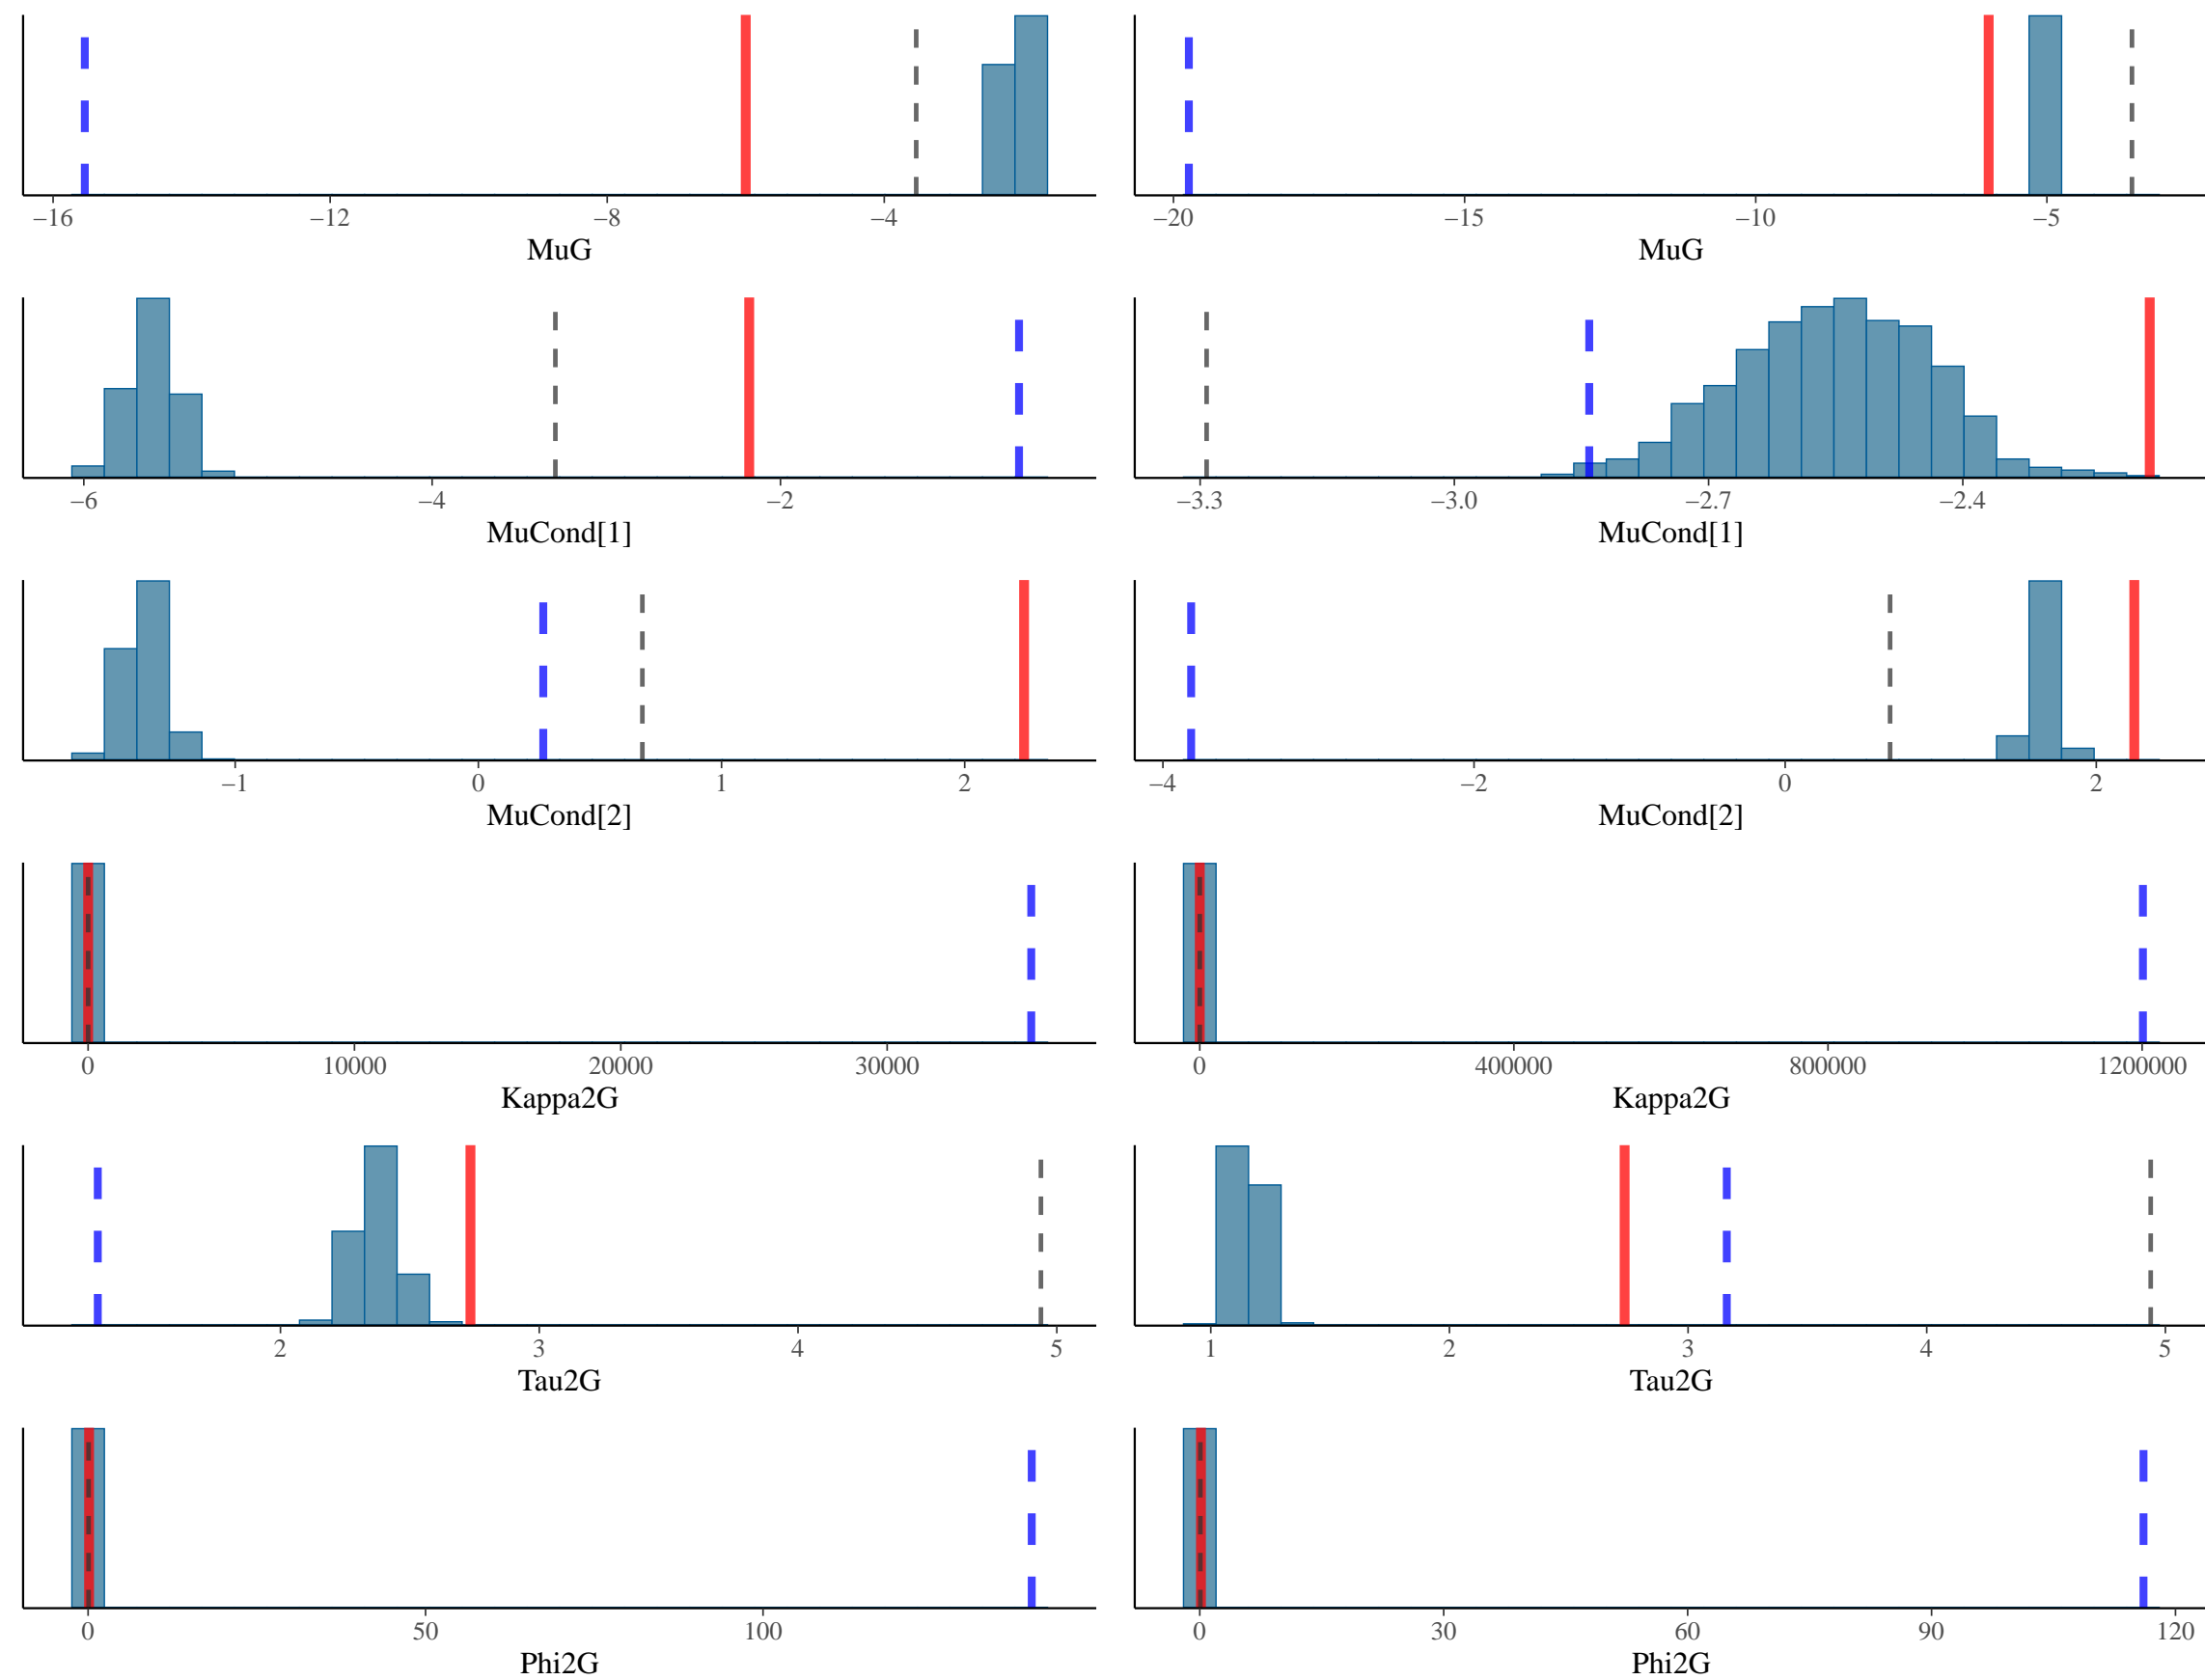 −16 −12 −8 −4
MuG
−20 −15 −10 −5
MuG
−6 −4 −2
MuCond[1]
−3.3 −3.0 −2.7 −2.4
MuCond[1]
−1 0 1 2
MuCond[2]
−4 −2 0 2
MuCond[2]
0 10000 20000 30000
Kappa2G
0 400000 800000 1200000
Kappa2G
2 3 4 5
Tau2G
1 2 3 4 5
Tau2G
0 50 100
Phi2G
0 30 60 90 120
Phi2G